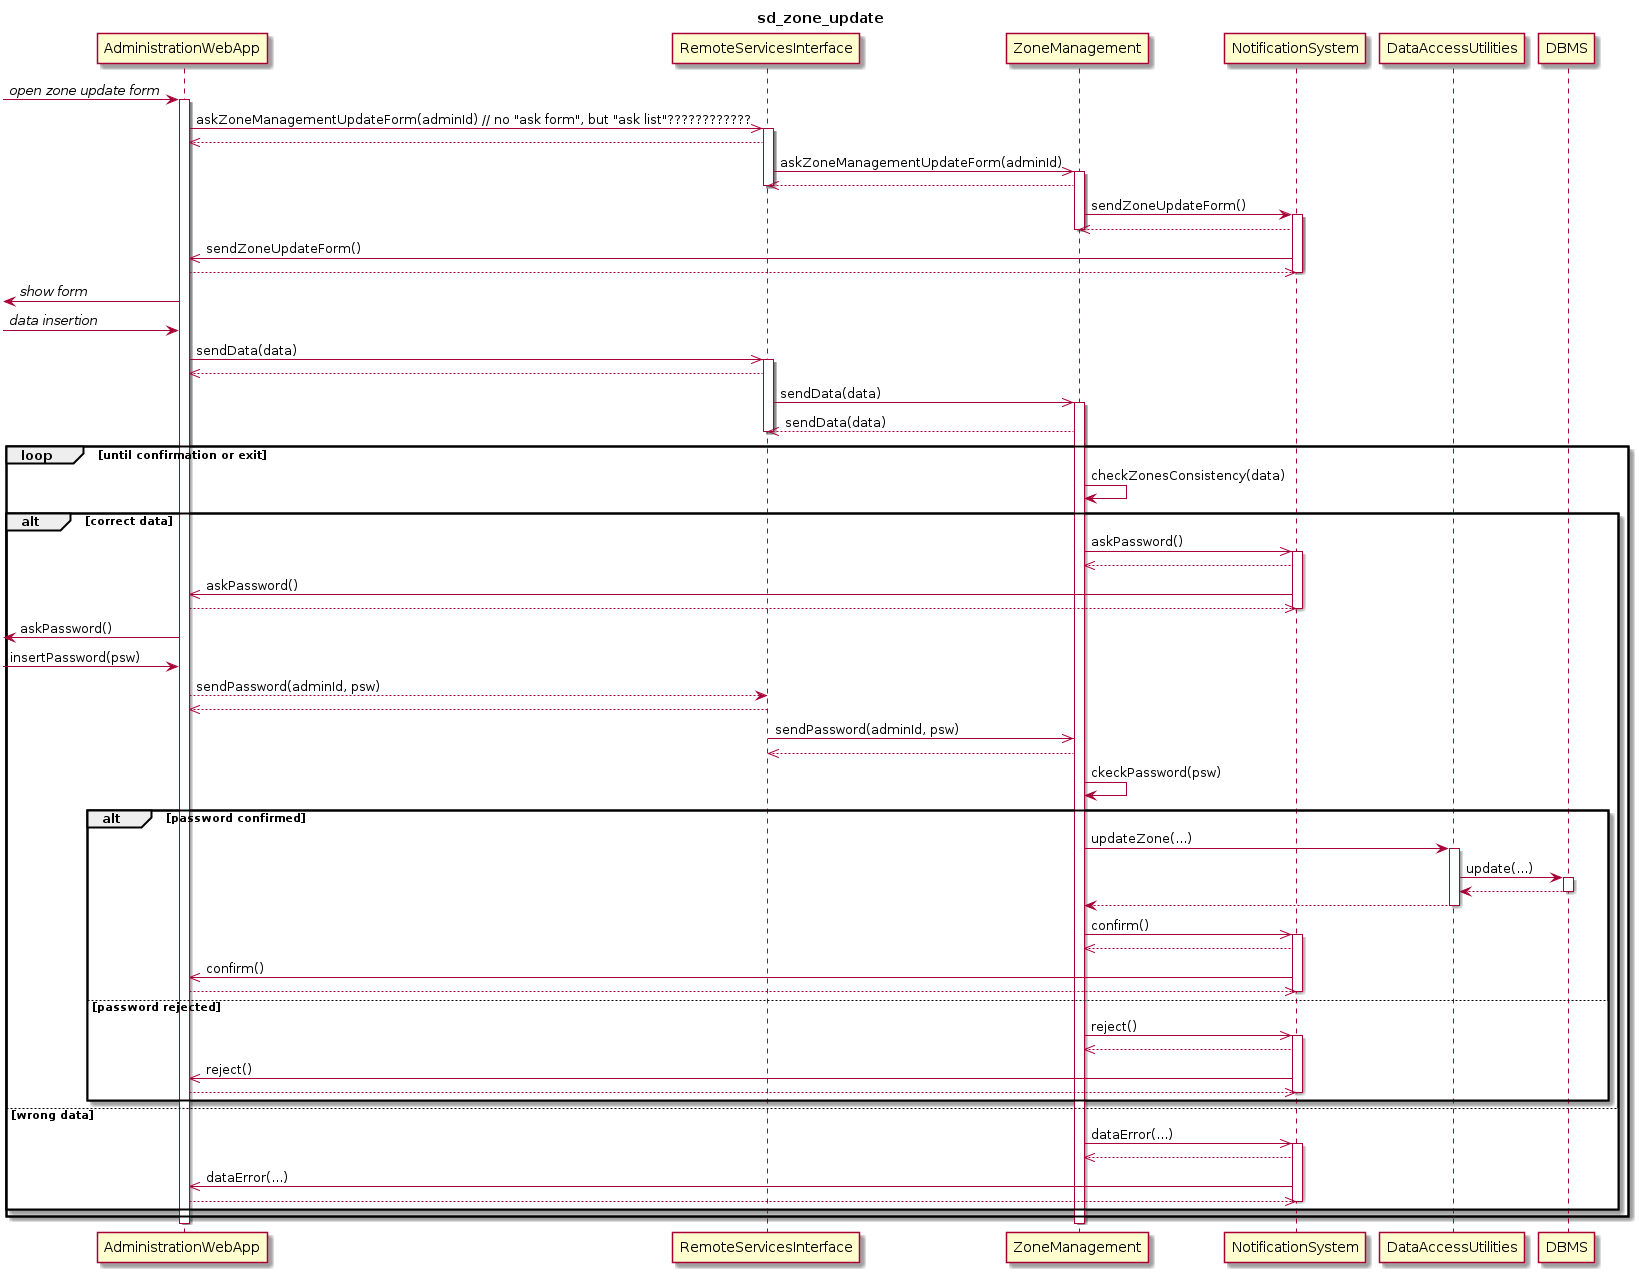 sd_zone_update
AdministrationWebApp
RemoteServicesInterface
ZoneManagement
NotificationSystem
DataAccessUtilities
DBMS
open zone update form
askZoneManagementUpdateForm(adminId) // no "ask form", but "ask list"????????????
askZoneManagementUpdateForm(adminId)
sendZoneUpdateForm()
sendZoneUpdateForm()
show form
data insertion
sendData(data)
sendData(data)
sendData(data)
loop [until confirmation or exit]
checkZonesConsistency(data)
alt [correct data]
askPassword()
askPassword()
askPassword()
insertPassword(psw)
sendPassword(adminId, psw)
sendPassword(adminId, psw)
ckeckPassword(psw)
alt [password confirmed]
updateZone(...)
update(...)
confirm()
confirm()
[password rejected]
reject()
reject()
[wrong data]
dataError(...)
dataError(...)
AdministrationWebApp
RemoteServicesInterface
ZoneManagement
NotificationSystem
DataAccessUtilities
DBMS